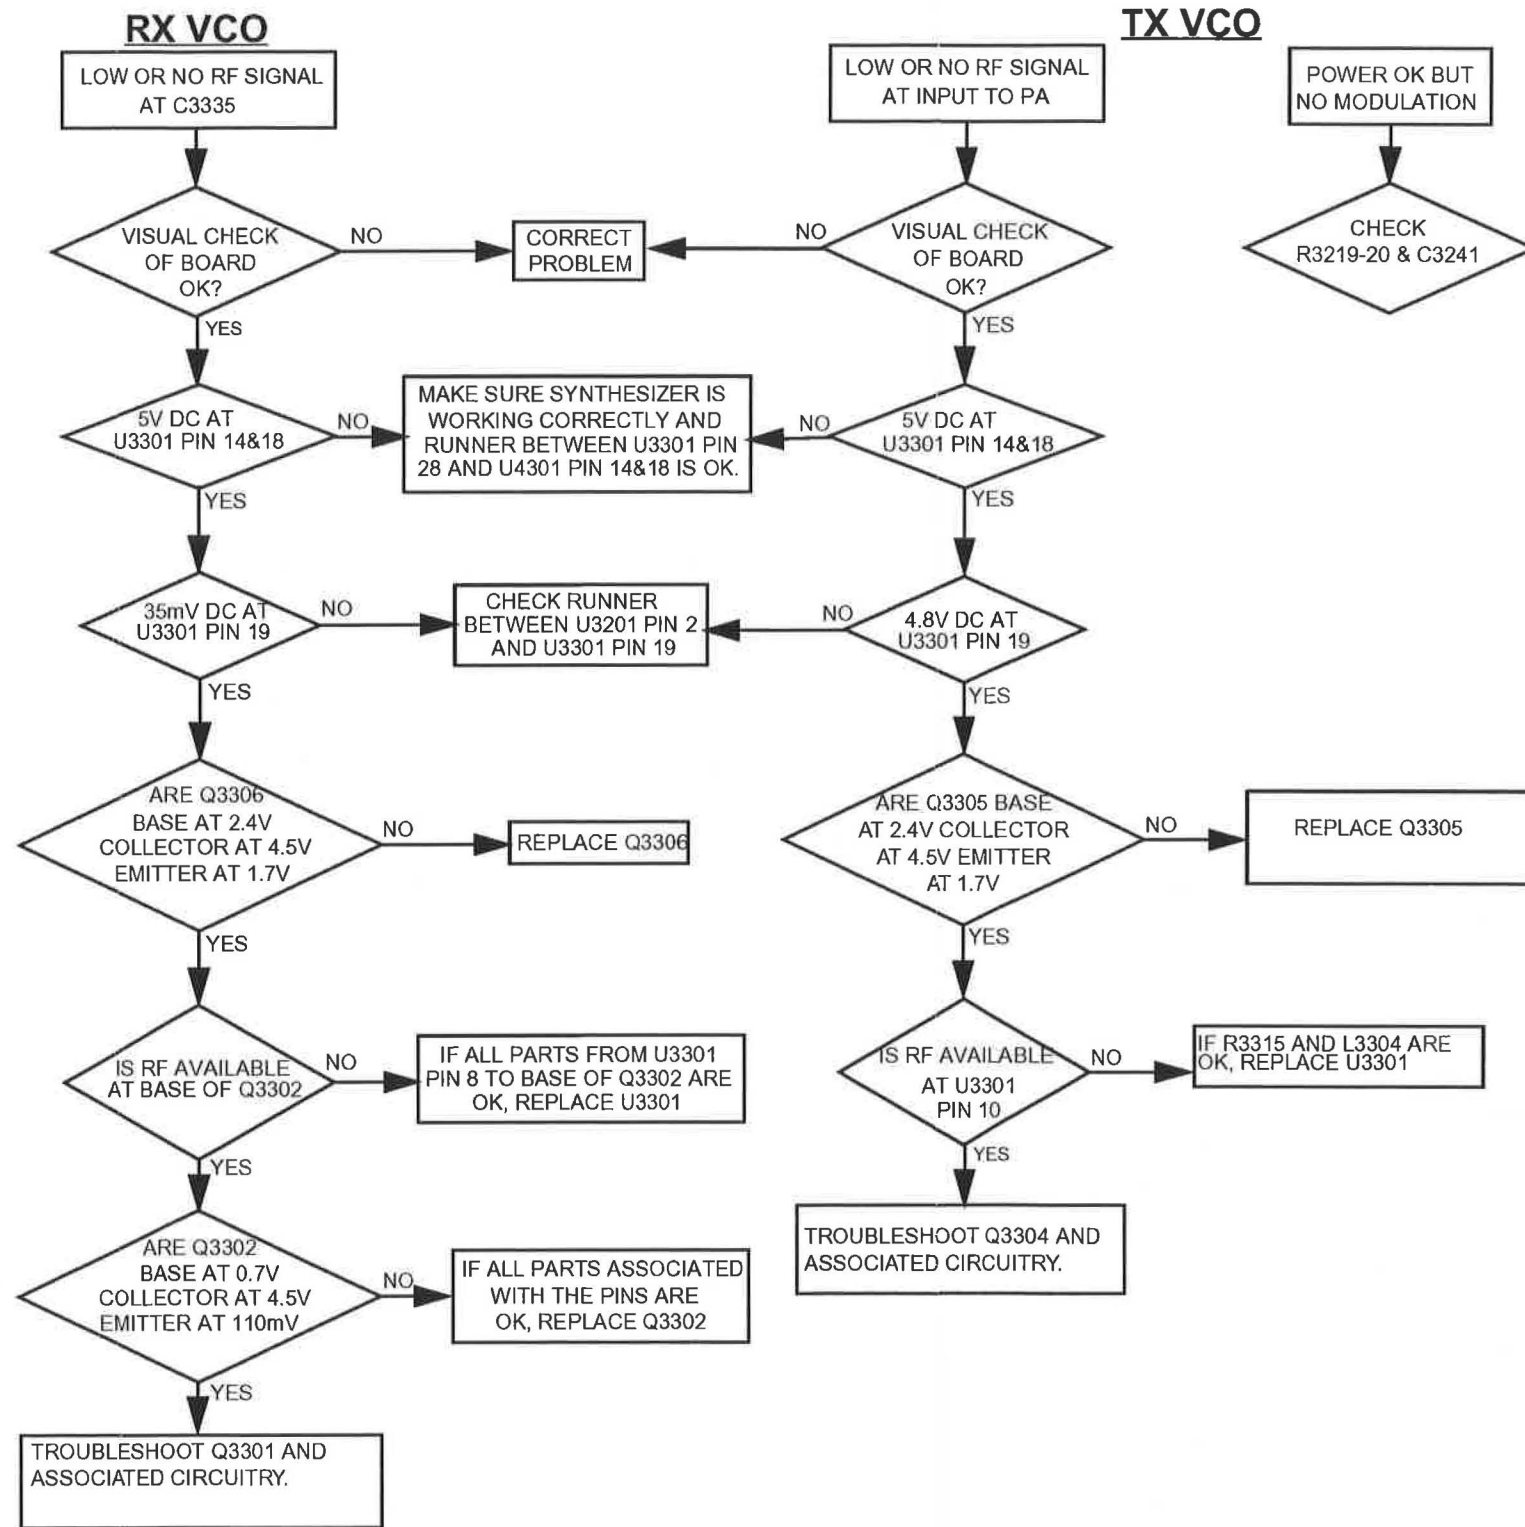 RX VCO
LOW OR NO RF SIGNAL
AT C3335
VISUAL CHECK
OF BOARD
OK?
NO
CORRECT
PROBLEM
YES
5V DC AT
U3301 PIN 14&18
NO
MAKE SURE SYNTHESIZER IS
WORKING CORRECTLY AND
RUNNER BETWEEN U3301 PIN
28 AND U4301 PIN 14&18 IS OK.
YES
35mV DC AT
U3301 PIN 19
NO
CHECK RUNNER
BETWEEN U3201 PIN 2
AND U3301 PIN 19
YES
ARE Q3306
BASE AT 2.4V
COLLECTOR AT 4.5V
EMITTER AT 1.7V
NO
REPLACE Q3306
YES
IS RF AVAILABLE
AT BASE OF Q3302
NO
IF ALL PARTS FROM U3301
PIN 8 TO BASE OF Q3302 ARE
OK, REPLACE U3301
YES
ARE Q3302
BASE AT 0.7V
COLLECTOR AT 4.5V
EMITTER AT 110mV
NO
IF ALL PARTS ASSOCIATED
WITH THE PINS ARE
OK, REPLACE Q3302
YES
TROUBLESHOOT Q3301 AND
ASSOCIATED CIRCUITRY.
TX VCO
LOW OR NO RF SIGNAL
AT INPUT TO PA
NO
VISUAL CHECK
OF BOARD
OK?
YES
NO
5V DC AT
U3301 PIN 14&18
YES
NO
4.8V DC AT
U3301 PIN 19
YES
ARE Q3305 BASE
AT 2.4V COLLECTOR
AT 4.5V EMITTER
AT 1.7V
NO
REPLACE Q3305
YES
IS RF AVAILABLE
AT U3301
PIN 10
NO
IF R3315 AND L3304 ARE
OK, REPLACE U3301
YES
TROUBLESHOOT Q3304 AND
ASSOCIATED CIRCUITRY.
POWER OK BUT
NO MODULATION
CHECK
R3219-20 & C3241